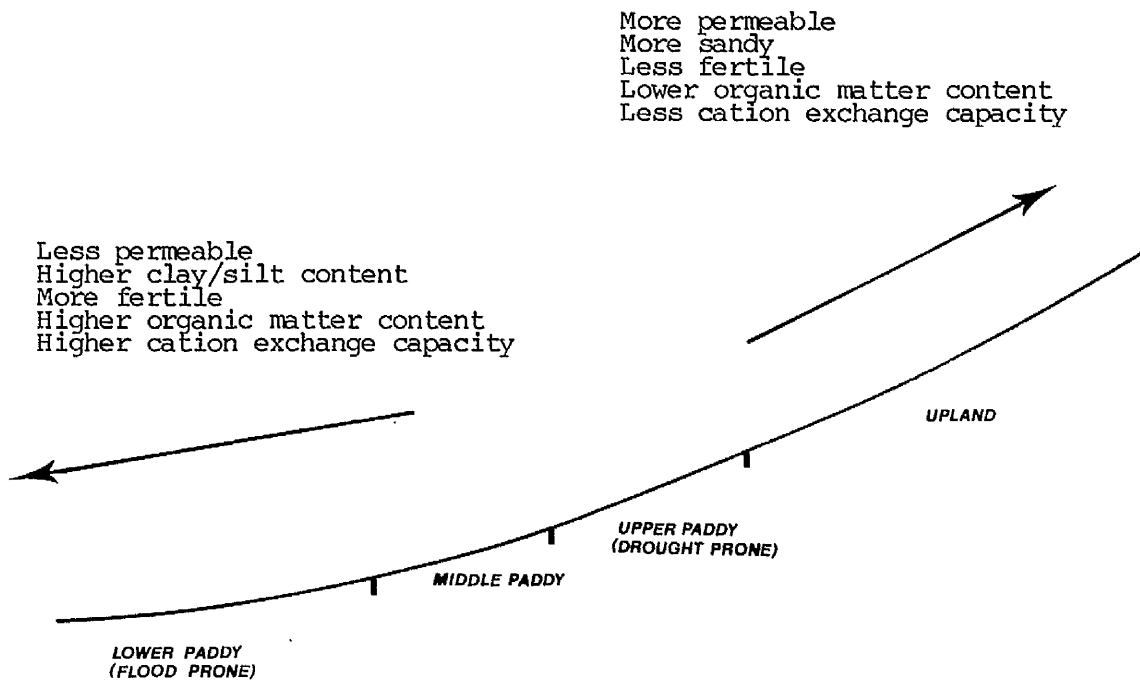 More permeable
More sandy
Less fertile
Lower organic matter content
Less cation exchange capacity
Less permeable
Higher clay/silt content
More fertile
Higher organic matter content
Higher cation exchange capacity
UPLAND
UPPER PADDY
(DROUGHT PRONE)
MIDDLE PADDY
LOWER PADDY
(FLOOD PRONE)